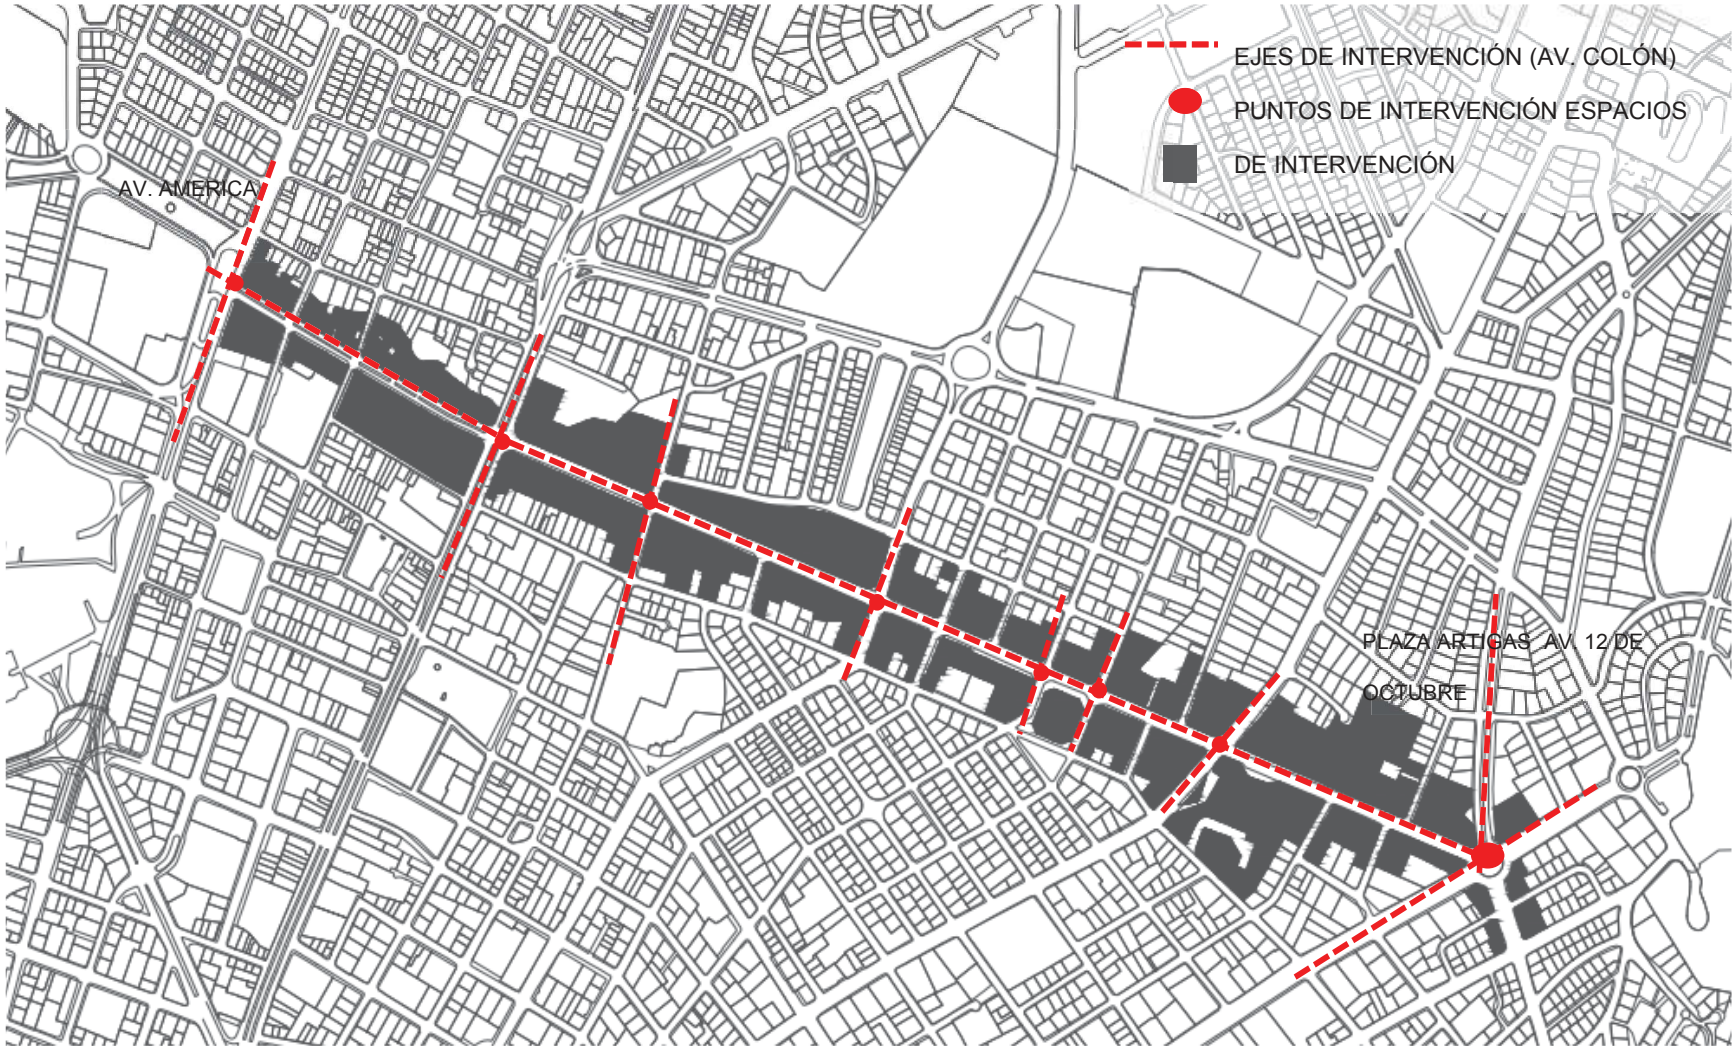 EJES DE INTERVENCIÓN (AV. COLÓN)
PUNTOS DE INTERVENCIÓN ESPACIOS
DE INTERVENCIÓN
AV. AMERICA
PLAZA ARTIGAS AV. 12 DE
OCTUBRE